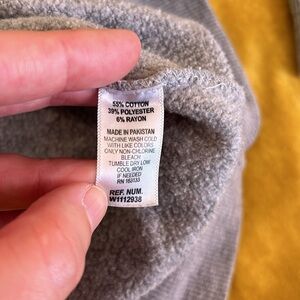 55% COTTON
39% POLYESTER
6% RAYON
MADE IN PAKISTAN
MACHINE WASH COLD
WITH LIKE COLORS
ONLY NON-CHLORINE
BLEACH
TUMBLE DRY LOW
COOL IRON
IF NEEDED
RN
REF. NUM.
W1112938